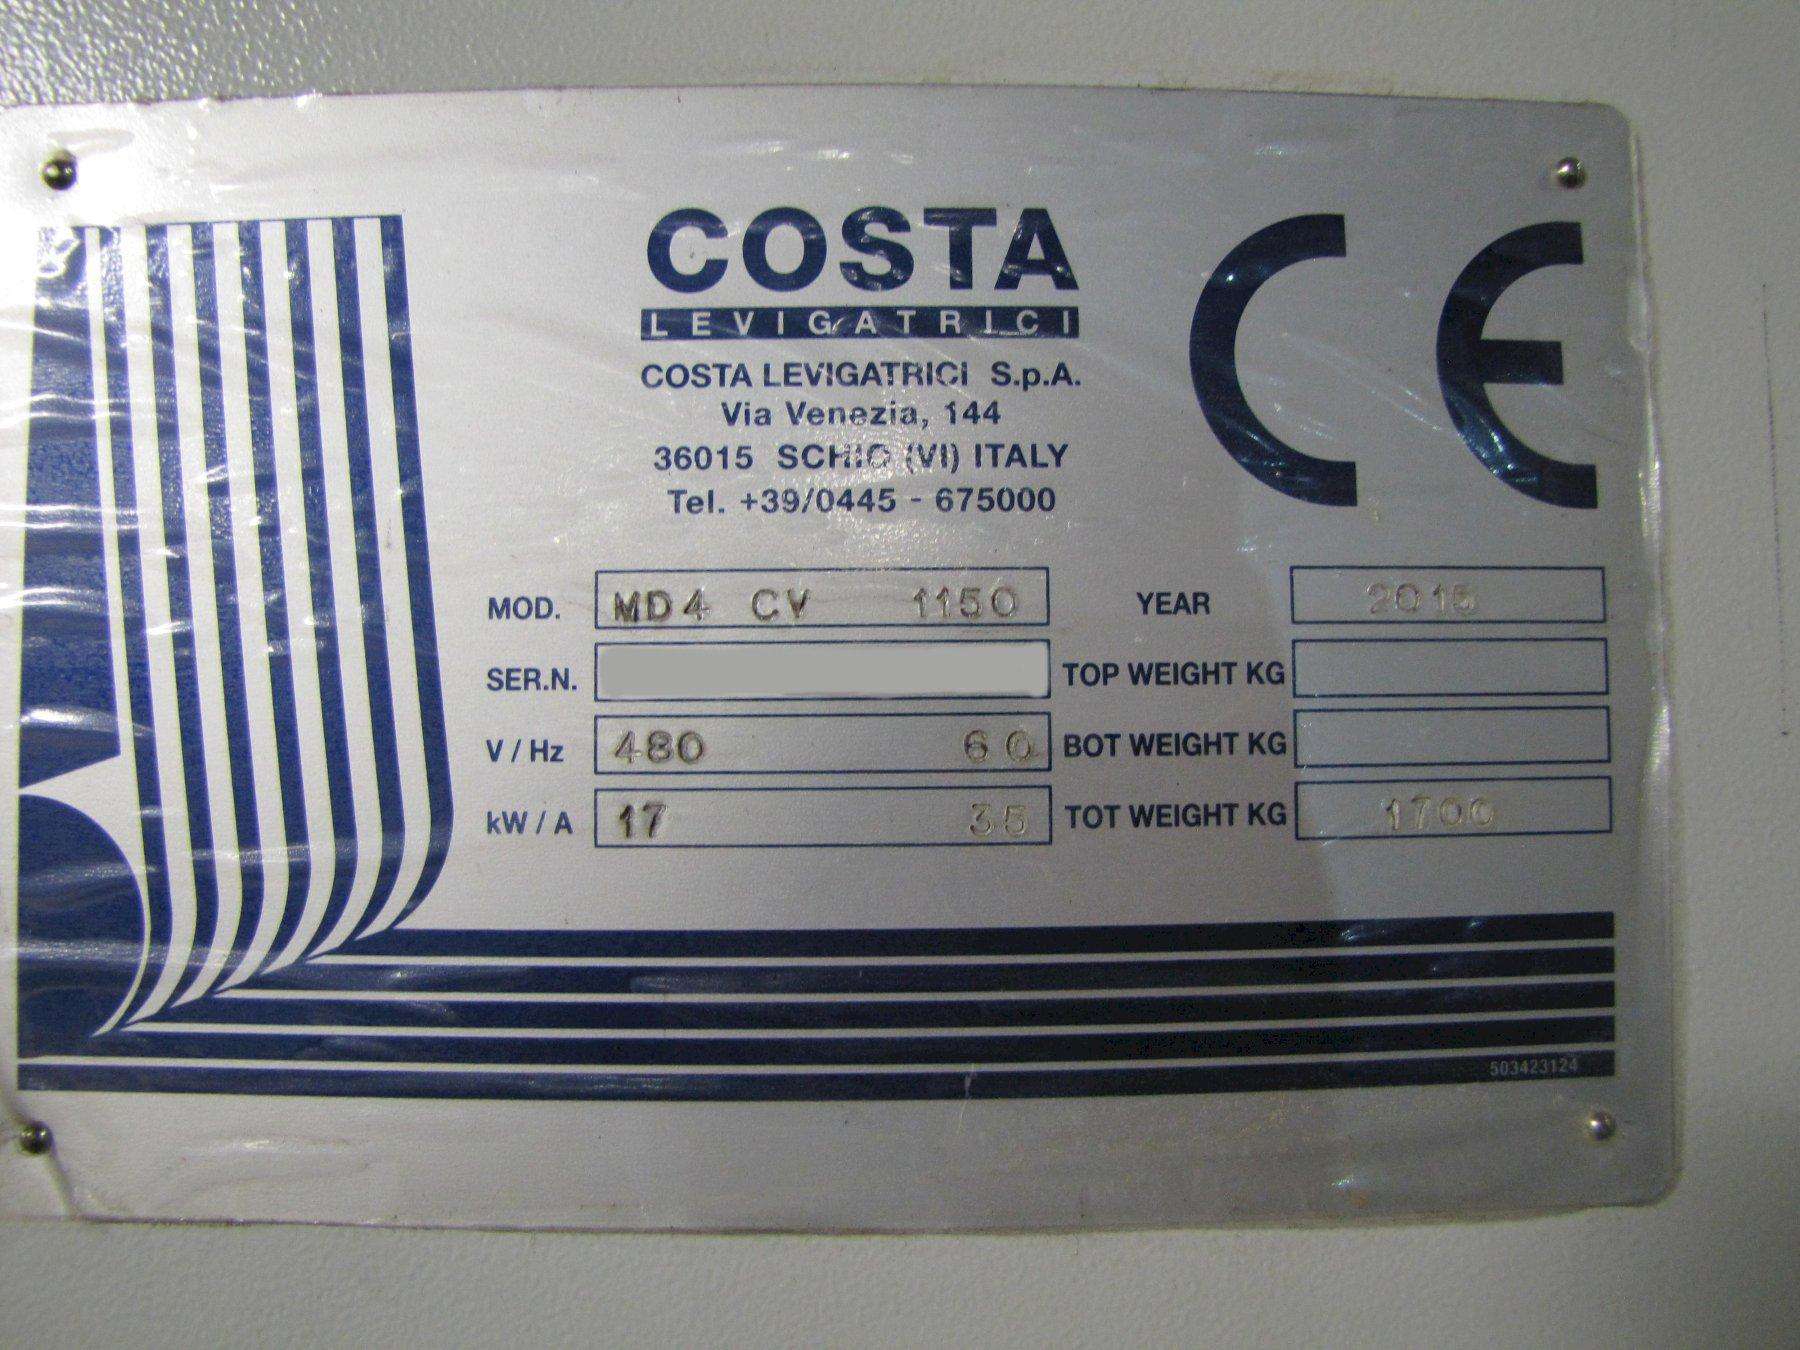 COSTA
LEVIGATRICI
COSTA LEVIGATRICI S.p.A.
Via Venezia, 144
36015 SCHIO (VI) ITALY
Tel. +39/0445 - 675000
CE
MOD. MD4 CV 1150 YEAR 2015
SER.N. TOP WEIGHT KG
V / Hz 480 60 BOT WEIGHT KG
kW / A 17 35 TOT WEIGHT KG 1700
503423124